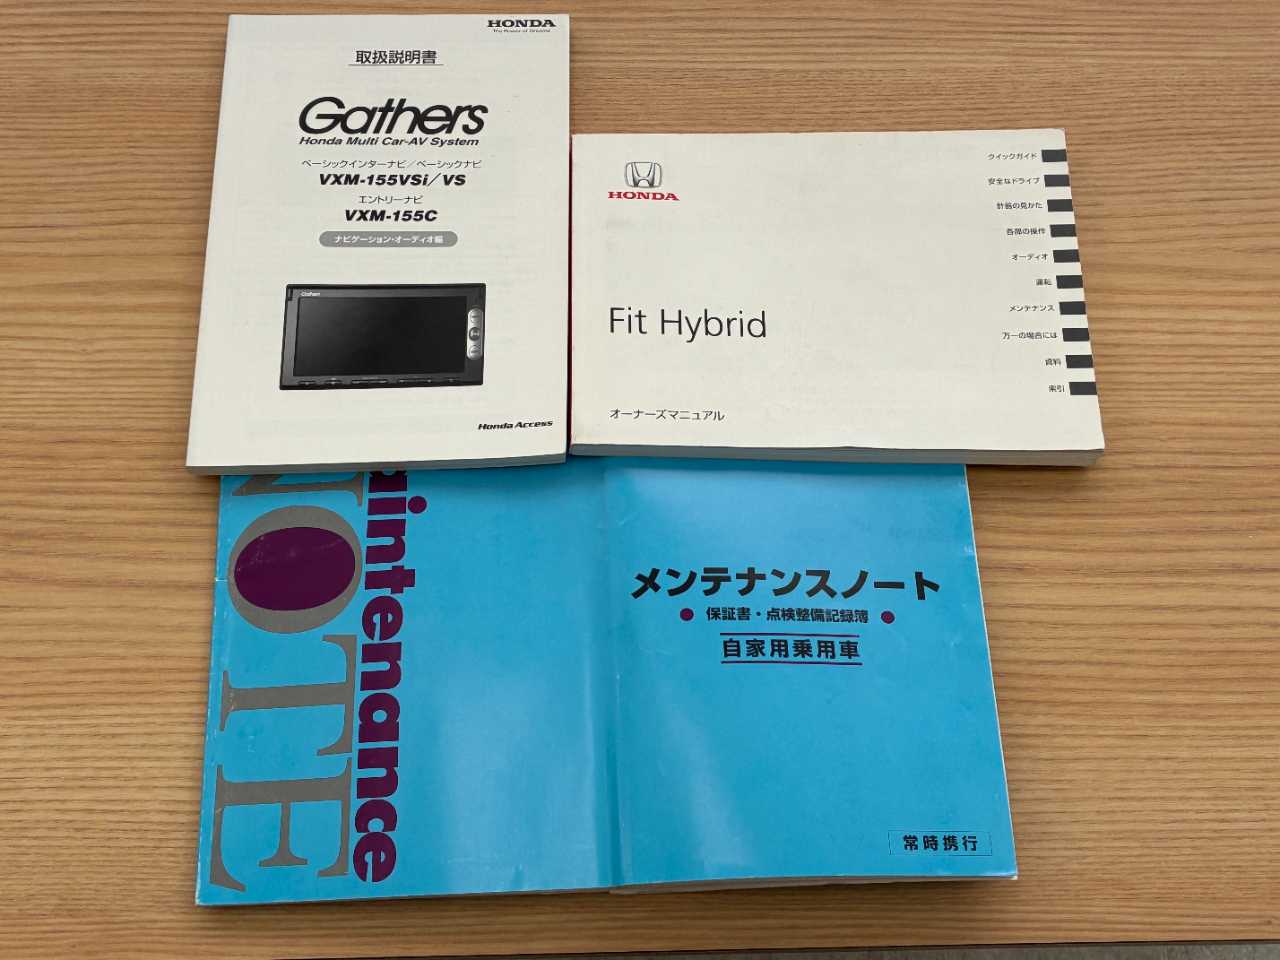 HONDA
The Power of Dreams
取扱説明書
Gathers
Honda Multi Car-AV System
ベーシックインターナビ/ベーシックナビ
VXM-155VSi/VS
エントリーナビ
VXM-155C
ナビゲーション・オーディオ編
Gathers
Honda Access
HONDA
Fit Hybrid
オーナーズマニュアル
クイックガイド
安全なドライブ
計器の見かた
各部の操作
オーディオ
運転
メンテナンス
万一の場合には
資料
索引
aintenance
NOTE
メンテナンスノート
● 保証書・点検整備記録簿 ●
自家用乗用車
常時携行